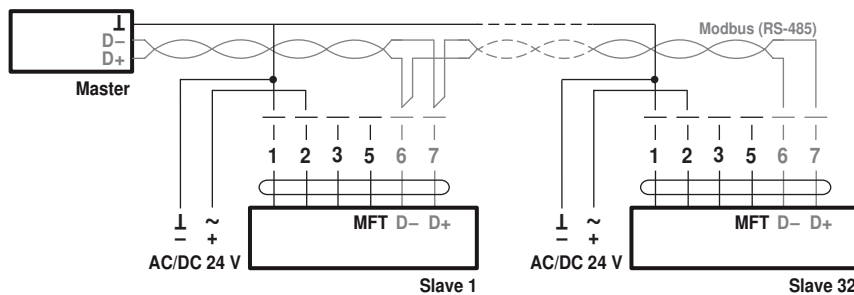 ⊥
D–
D+
Master
Modbus (RS-485)
1 2 3 5 6 7
1 2 3 5 6 7
⊥ ~
– +
AC/DC 24 V
MFT D– D+
Slave 1
⊥ ~
– +
AC/DC 24 V
MFT D– D+
Slave 32